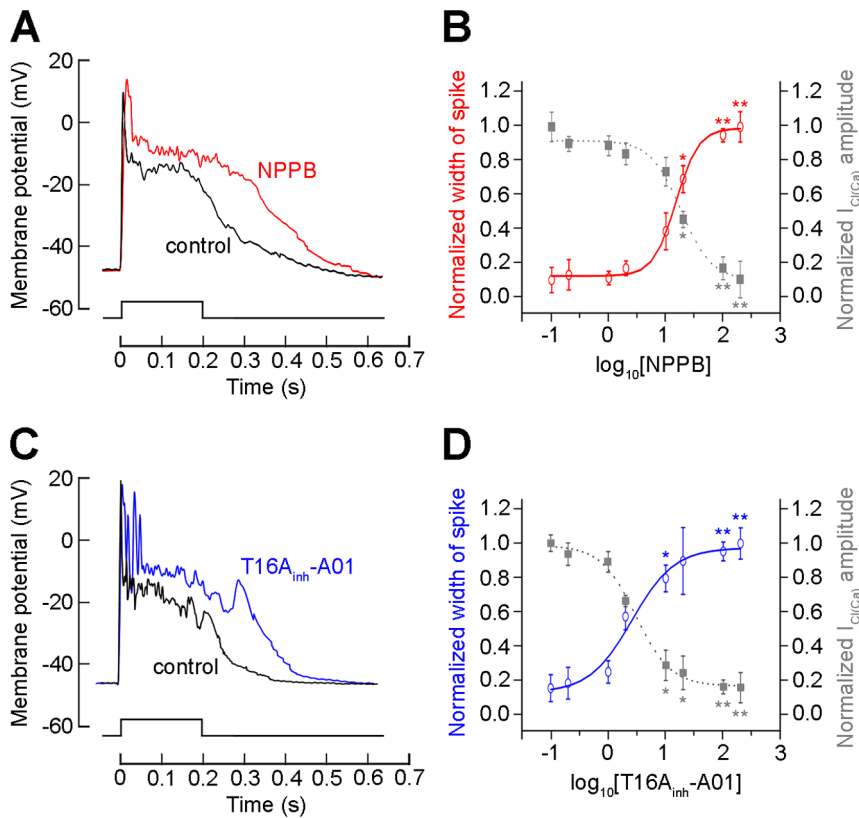 A
Membrane potential (mV)
20
0
-20
-40
-60
NPPB
control
0 0.1 0.2 0.3 0.4 0.5 0.6 0.7
Time (s)
B
Normalized width of spike
1.2
1.0
0.8
0.6
0.4
0.2
0.0
* ** **
* ** **
1.2
1.0
0.8
0.6
0.4
0.2
0.0
Normalized ICl(Ca) amplitude
-1 0 1 2 3
log10[NPPB]
C
Membrane potential (mV)
20
0
-20
-40
-60
T16Ainh-A01
control
0 0.1 0.2 0.3 0.4 0.5 0.6 0.7
Time (s)
D
Normalized width of spike
1.2
1.0
0.8
0.6
0.4
0.2
0.0
* ** **
* * ** **
1.2
1.0
0.8
0.6
0.4
0.2
0.0
Normalized ICl(Ca) amplitude
-1 0 1 2 3
log10[T16Ainh-A01]